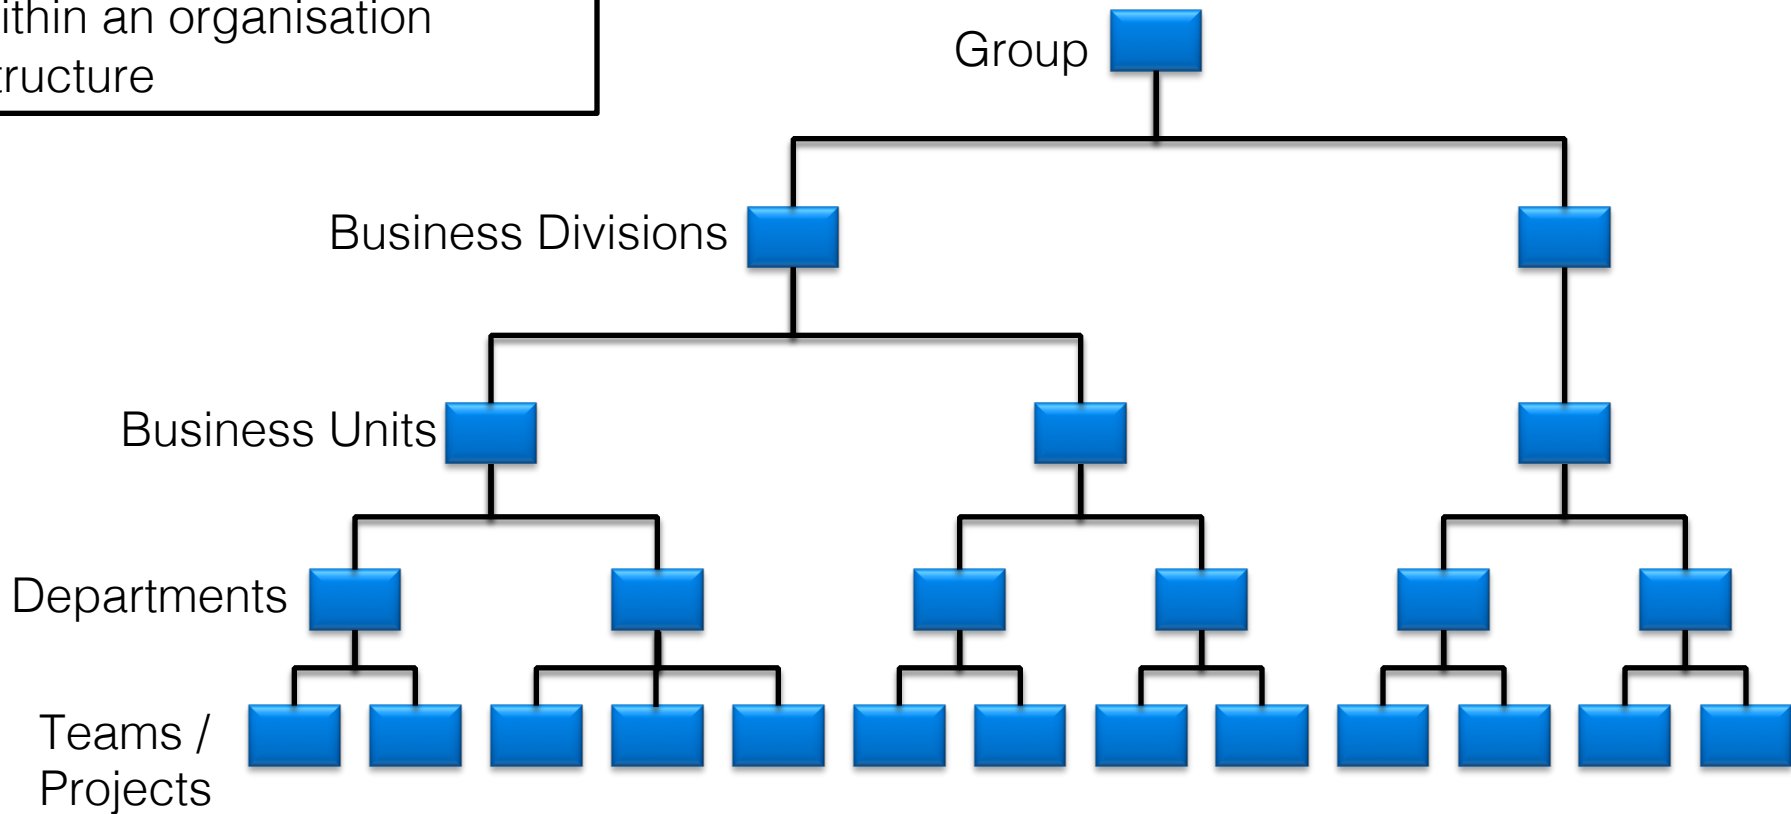 ithin an organisation
tructure
Group
Business Divisions
Business Units
Departments
Teams /
Projects